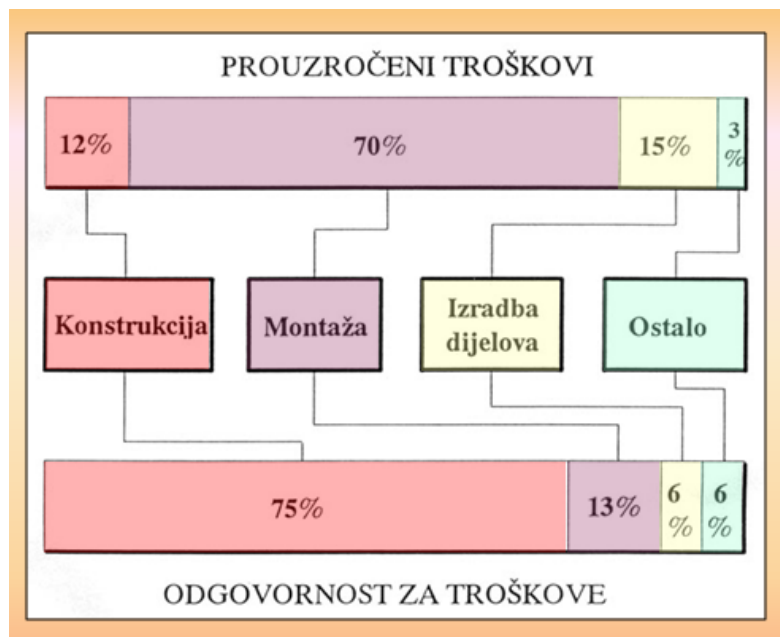 PROUZROČENI TROŠKOVI
12%
70%
15%
3
%
Konstrukcija
Montaža
Izradba
dijelova
Ostalo
75%
13%
6
%
6
%
ODGOVORNOST ZA TROŠKOVE